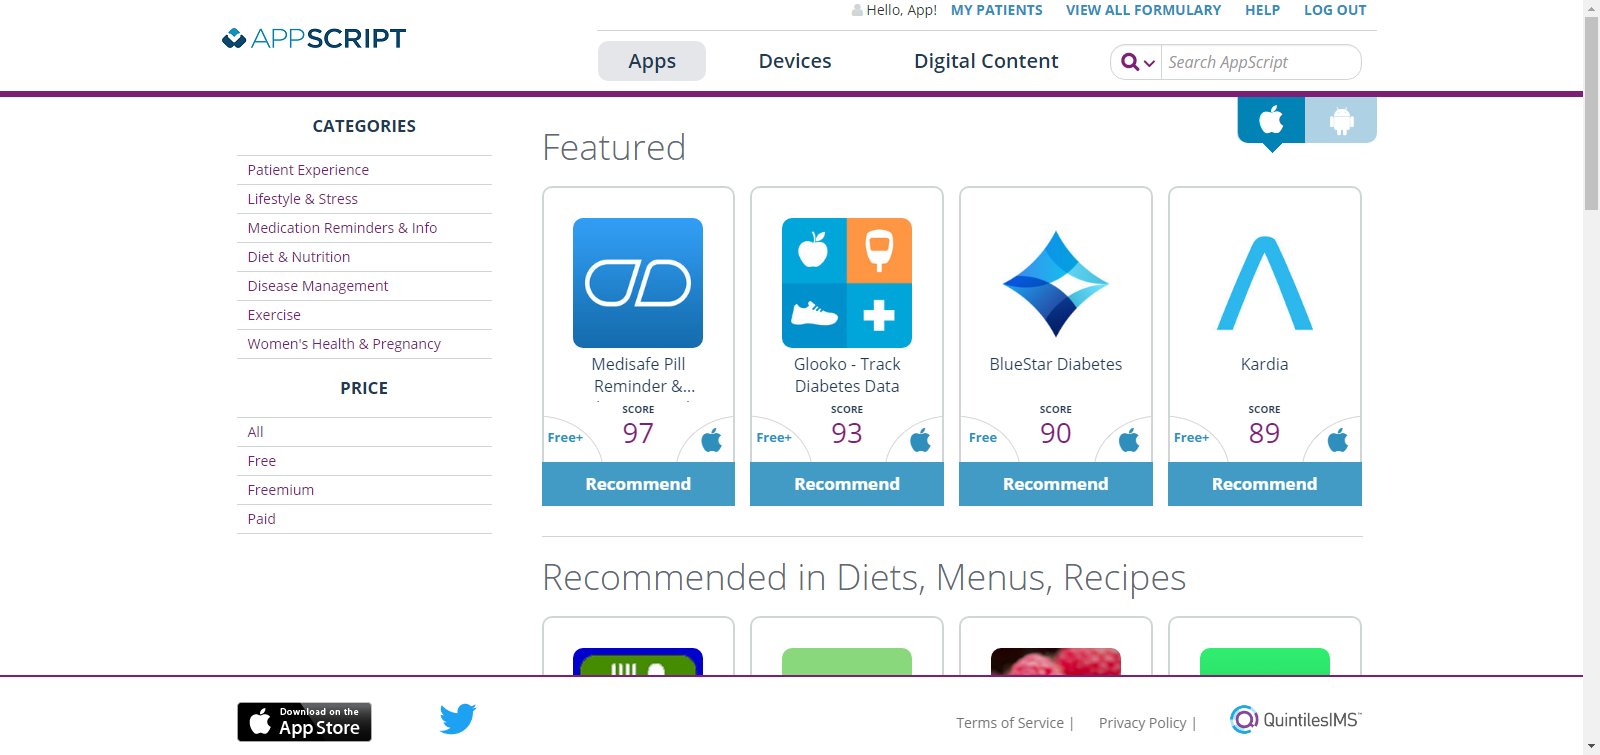 Hello, App! MY PATIENTS VIEW ALL FORMULARY HELP LOG OUT
APPSCRIPT
Apps Devices Digital Content Search AppScript
CATEGORIES
Patient Experience
Lifestyle & Stress
Medication Reminders & Info
Diet & Nutrition
Disease Management
Exercise
Women's Health & Pregnancy
PRICE
All
Free
Freemium
Paid
Featured
Medisafe Pill
Reminder &...
SCORE
Free+ 97
Recommend
Glooko - Track
Diabetes Data
SCORE
Free+ 93
Recommend
BlueStar Diabetes
SCORE
Free 90
Recommend
Kardia
SCORE
Free+ 89
Recommend
Recommended in Diets, Menus, Recipes
Download on the
App Store
Terms of Service | Privacy Policy |
QuintilesIMS™